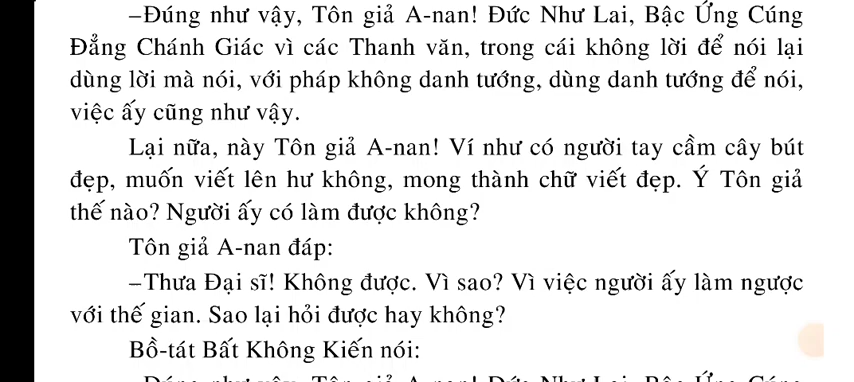 –Đúng như vậy, Tôn giả A-nan! Đức Như Lai, Bậc Ứng Cúng
Đẳng Chánh Giác vì các Thanh văn, trong cái không lời để nói lại
dùng lời mà nói, với pháp không danh tướng, dùng danh tướng để nói,
việc ấy cũng như vậy.
Lại nữa, này Tôn giả A-nan! Ví như có người tay cầm cây bút
đẹp, muốn viết lên hư không, mong thành chữ viết đẹp. Ý Tôn giả
thế nào? Người ấy có làm được không?
Tôn giả A-nan đáp:
–Thưa Đại sĩ! Không được. Vì sao? Vì việc người ấy làm ngược
với thế gian. Sao lại hỏi được hay không?
Bồ-tát Bất Không Kiến nói: